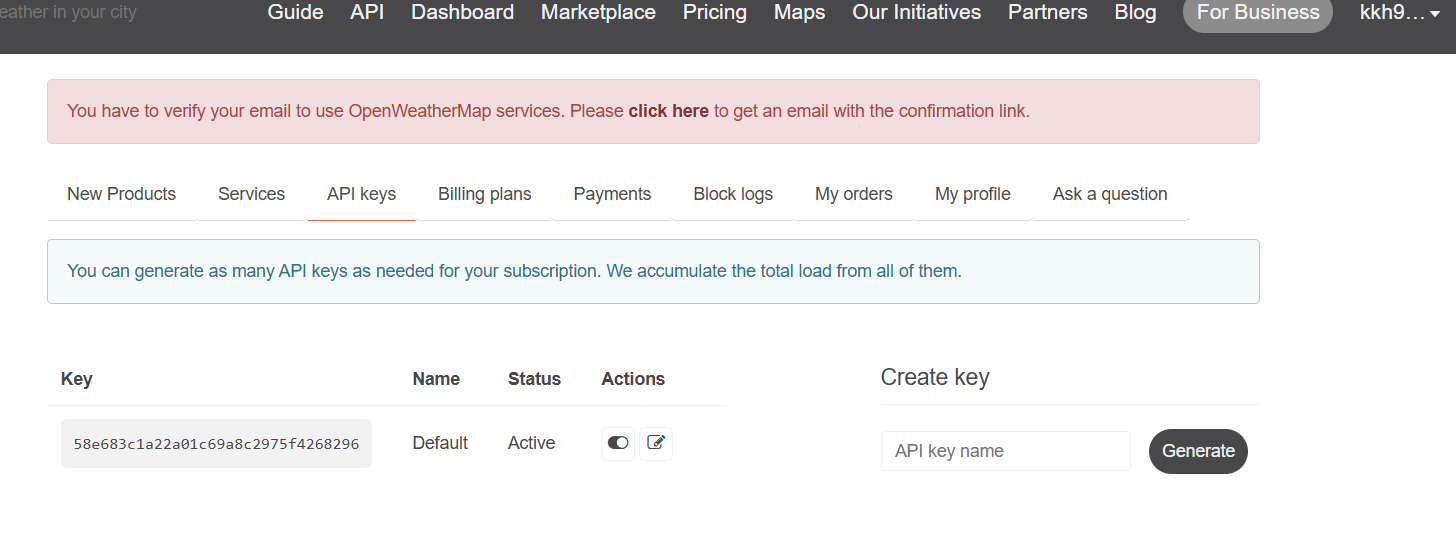 eather in your city
Guide API Dashboard Marketplace Pricing Maps Our Initiatives Partners Blog For Business kkh9...
You have to verify your email to use OpenWeatherMap services. Please click here to get an email with the confirmation link.
New Products Services API keys Billing plans Payments Block logs My orders My profile Ask a question
You can generate as many API keys as needed for your subscription. We accumulate the total load from all of them.
Key Name Status Actions
58e683c1a22a01c69a8c2975f4268296 Default Active
Create key
API key name Generate